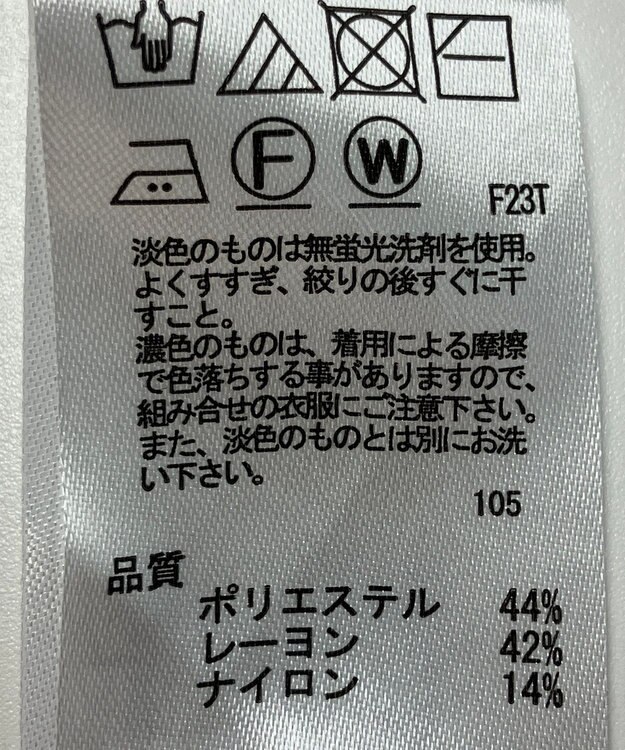 F
W
F23T
淡色のものは無蛍光洗剤を使用。
よくすすぎ、絞りの後すぐに干
すこと。
濃色のものは、着用による摩擦
で色落ちする事がありますので、
組み合せの衣服にご注意下さい。
また、淡色のものとは別にお洗
い下さい。
105
品質
ポリエステル 44%
レーヨン 42%
ナイロン 14%